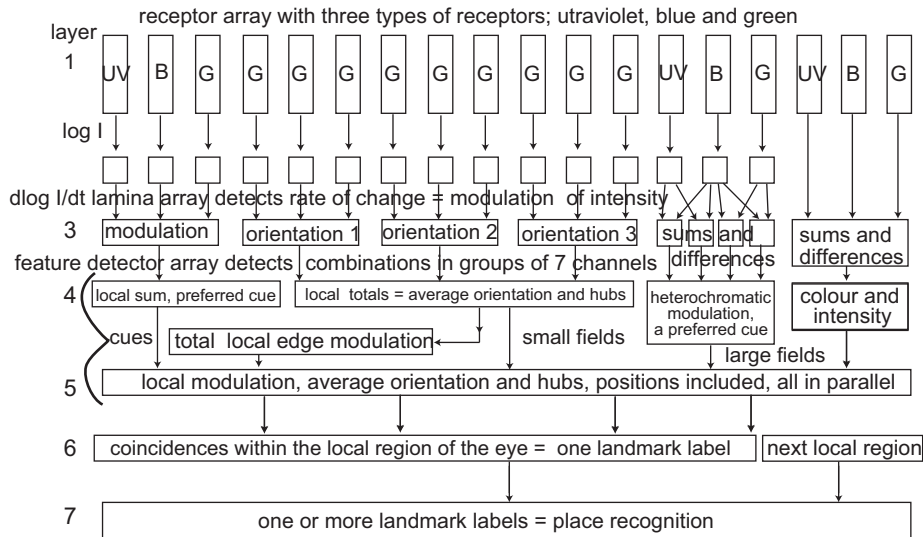 receptor array with three types of receptors; utraviolet, blue and green
layer
1
UV B G G G G G G G G G G UV B G UV B G
log I
dlog I/dt lamina array detects rate of change = modulation of intensity
3 modulation orientation 1 orientation 2 orientation 3 sums and differences sums and differences
feature detector array detects combinations in groups of 7 channels
4 local sum, preferred cue local totals = average orientation and hubs heterochromatic modulation, a preferred cue colour and intensity
cues total local edge modulation small fields large fields
5 local modulation, average orientation and hubs, positions included, all in parallel
6 coincidences within the local region of the eye = one landmark label next local region
7 one or more landmark labels = place recognition